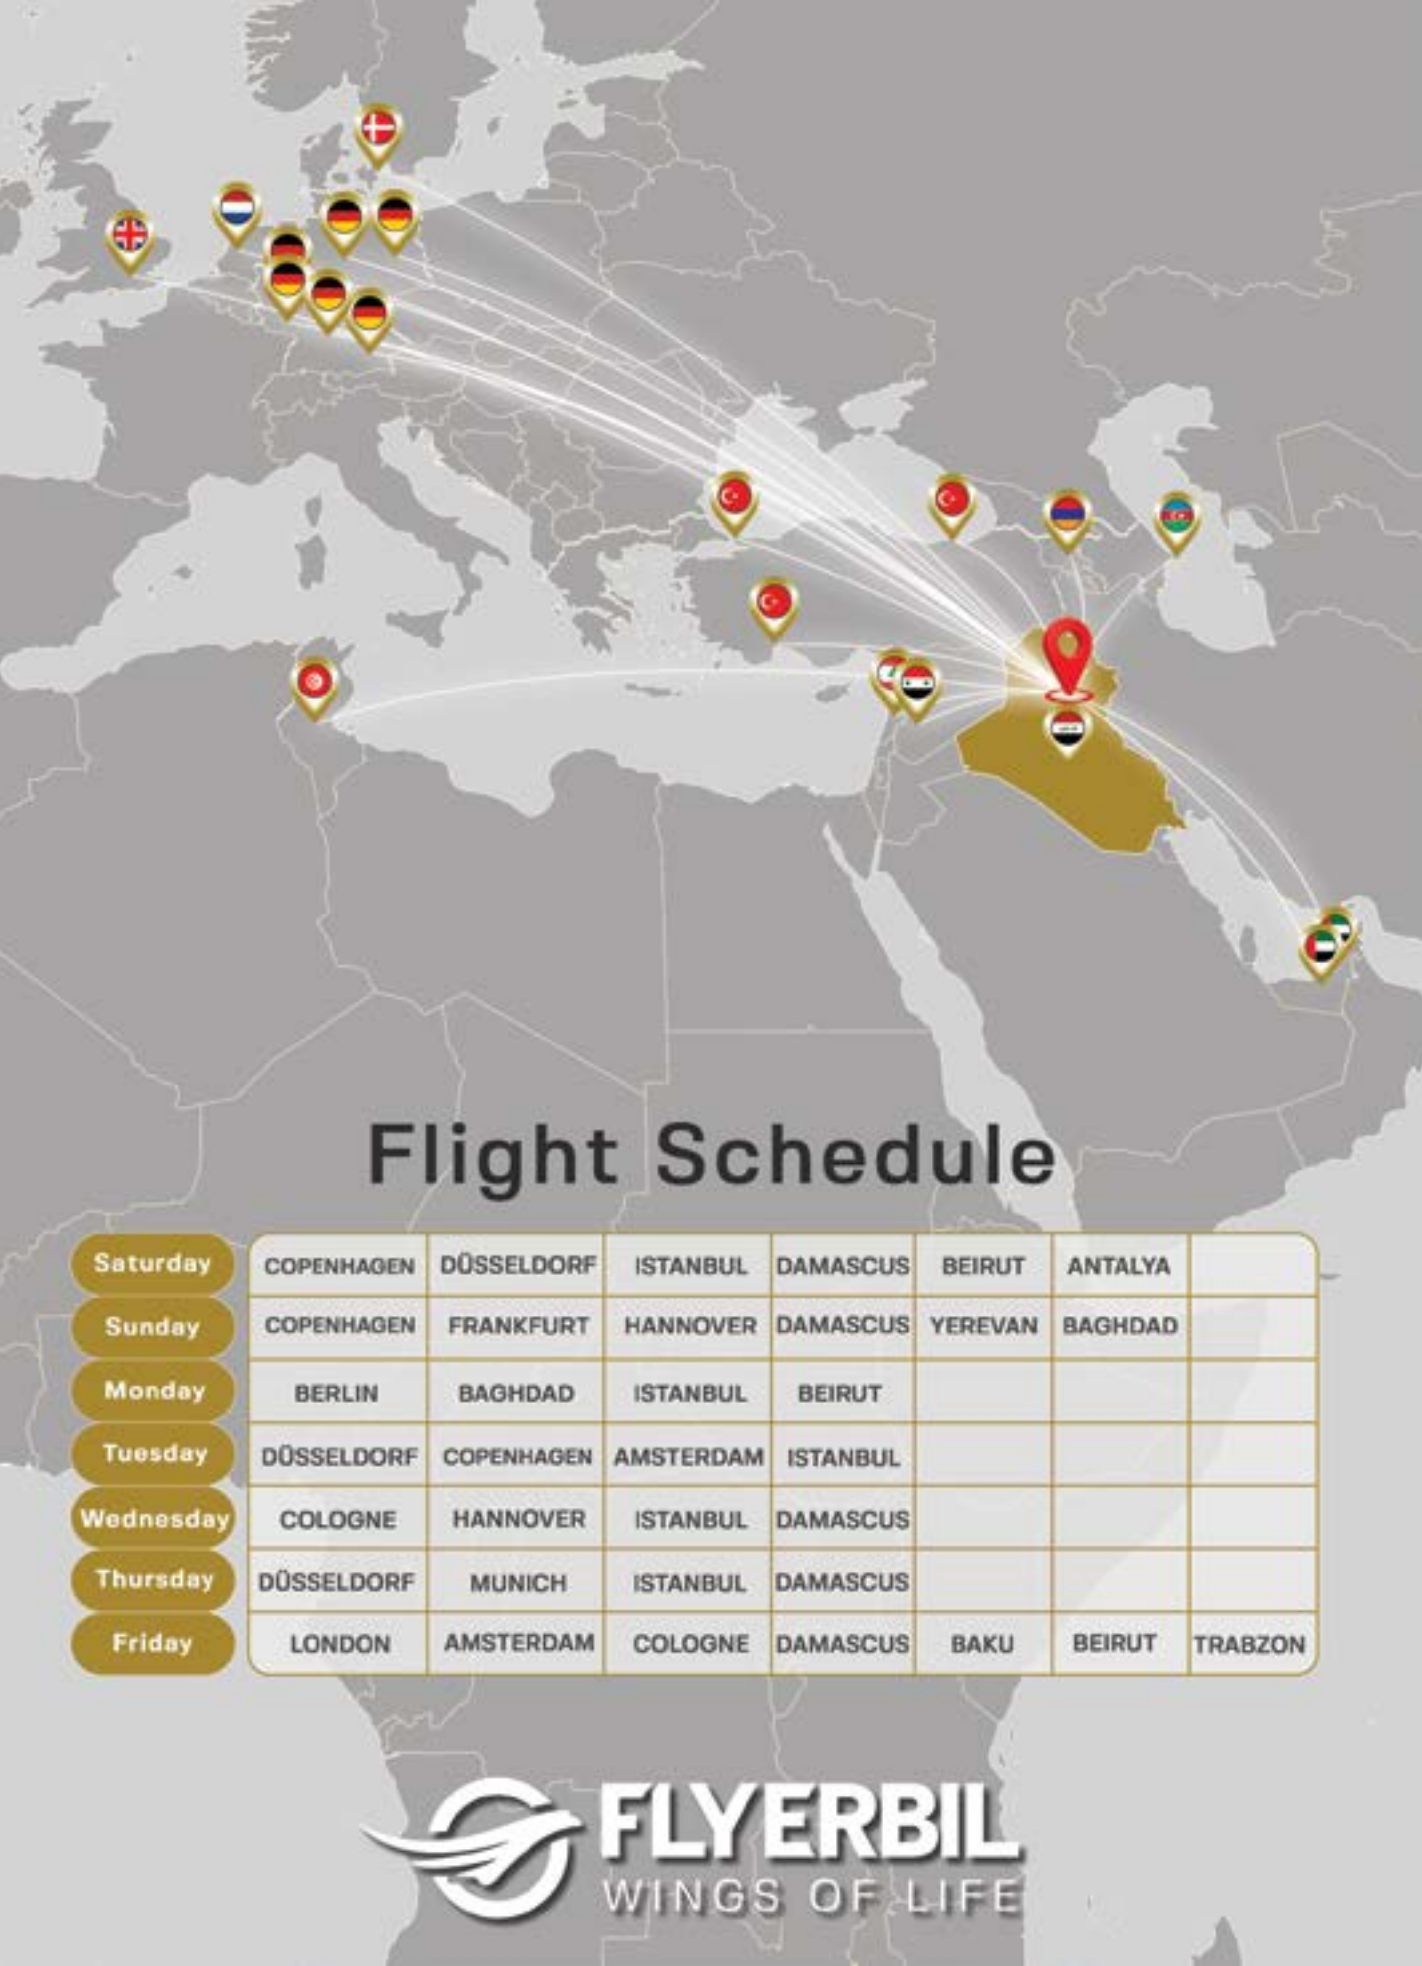 Flight Schedule
Saturday COPENHAGEN DÜSSELDORF ISTANBUL DAMASCUS BEIRUT ANTALYA
Sunday COPENHAGEN FRANKFURT HANNOVER DAMASCUS YEREVAN BAGHDAD
Monday BERLIN BAGHDAD ISTANBUL BEIRUT
Tuesday DÜSSELDORF COPENHAGEN AMSTERDAM ISTANBUL
Wednesday COLOGNE HANNOVER ISTANBUL DAMASCUS
Thursday DÜSSELDORF MUNICH ISTANBUL DAMASCUS
Friday LONDON AMSTERDAM COLOGNE DAMASCUS BAKU BEIRUT TRABZON
FLYERBIL
WINGS OF LIFE